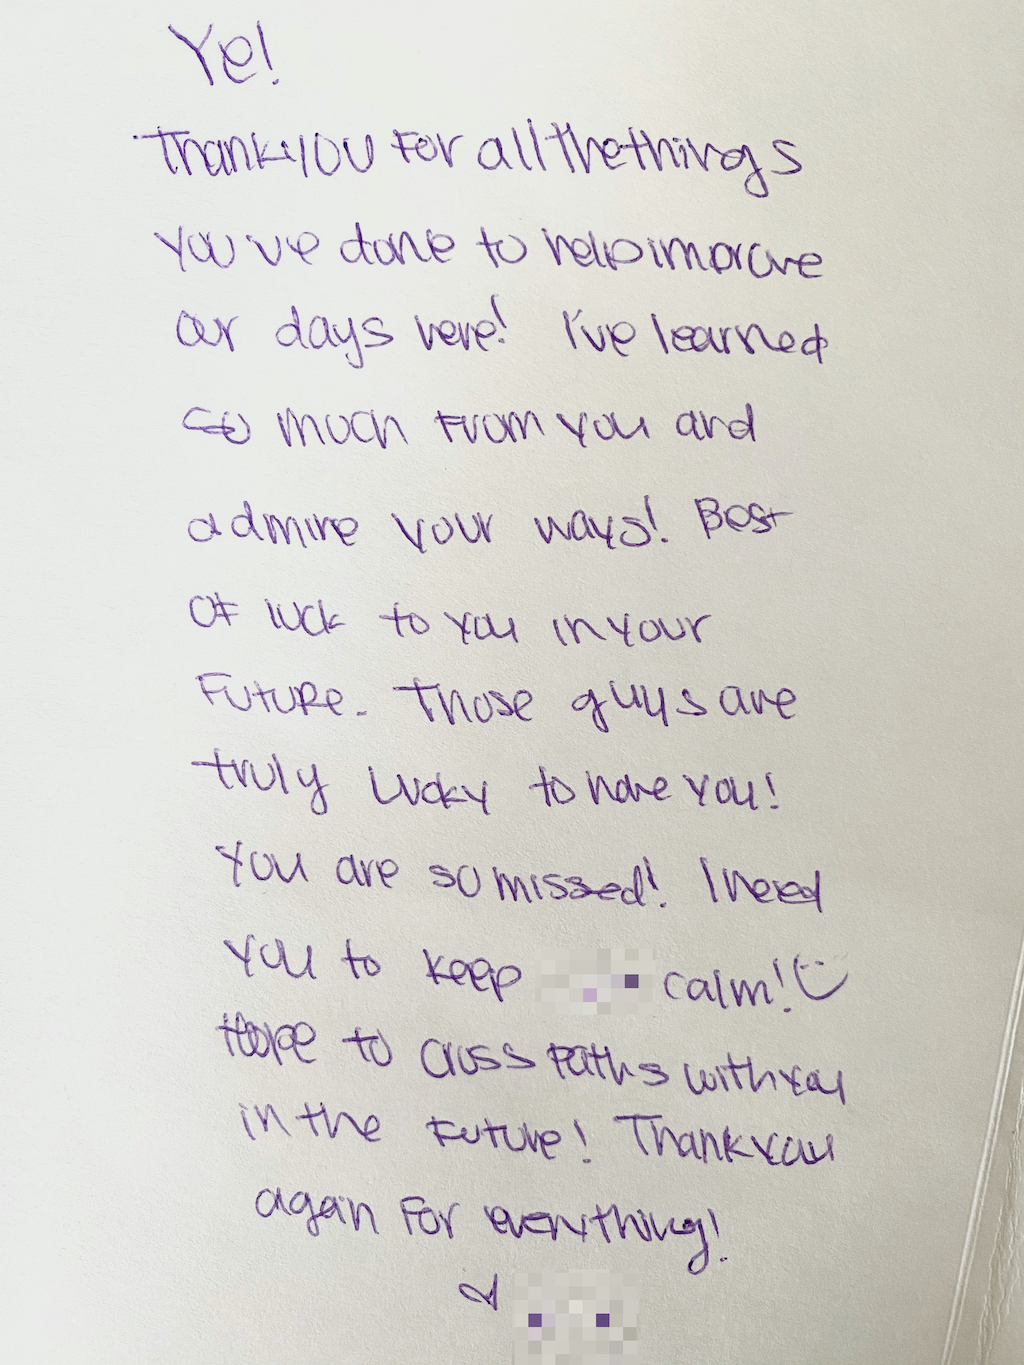 Ye!
Thank you for all the things
you've done to help improve
our days here! I've learned
so much from you and
admire your ways! Best
of luck to you in your
future. Those guys are
truly lucky to have you!
You are so missed! I need
you to keep calm!
Hope to cross paths with you
in the future! Thank you
again for everything!